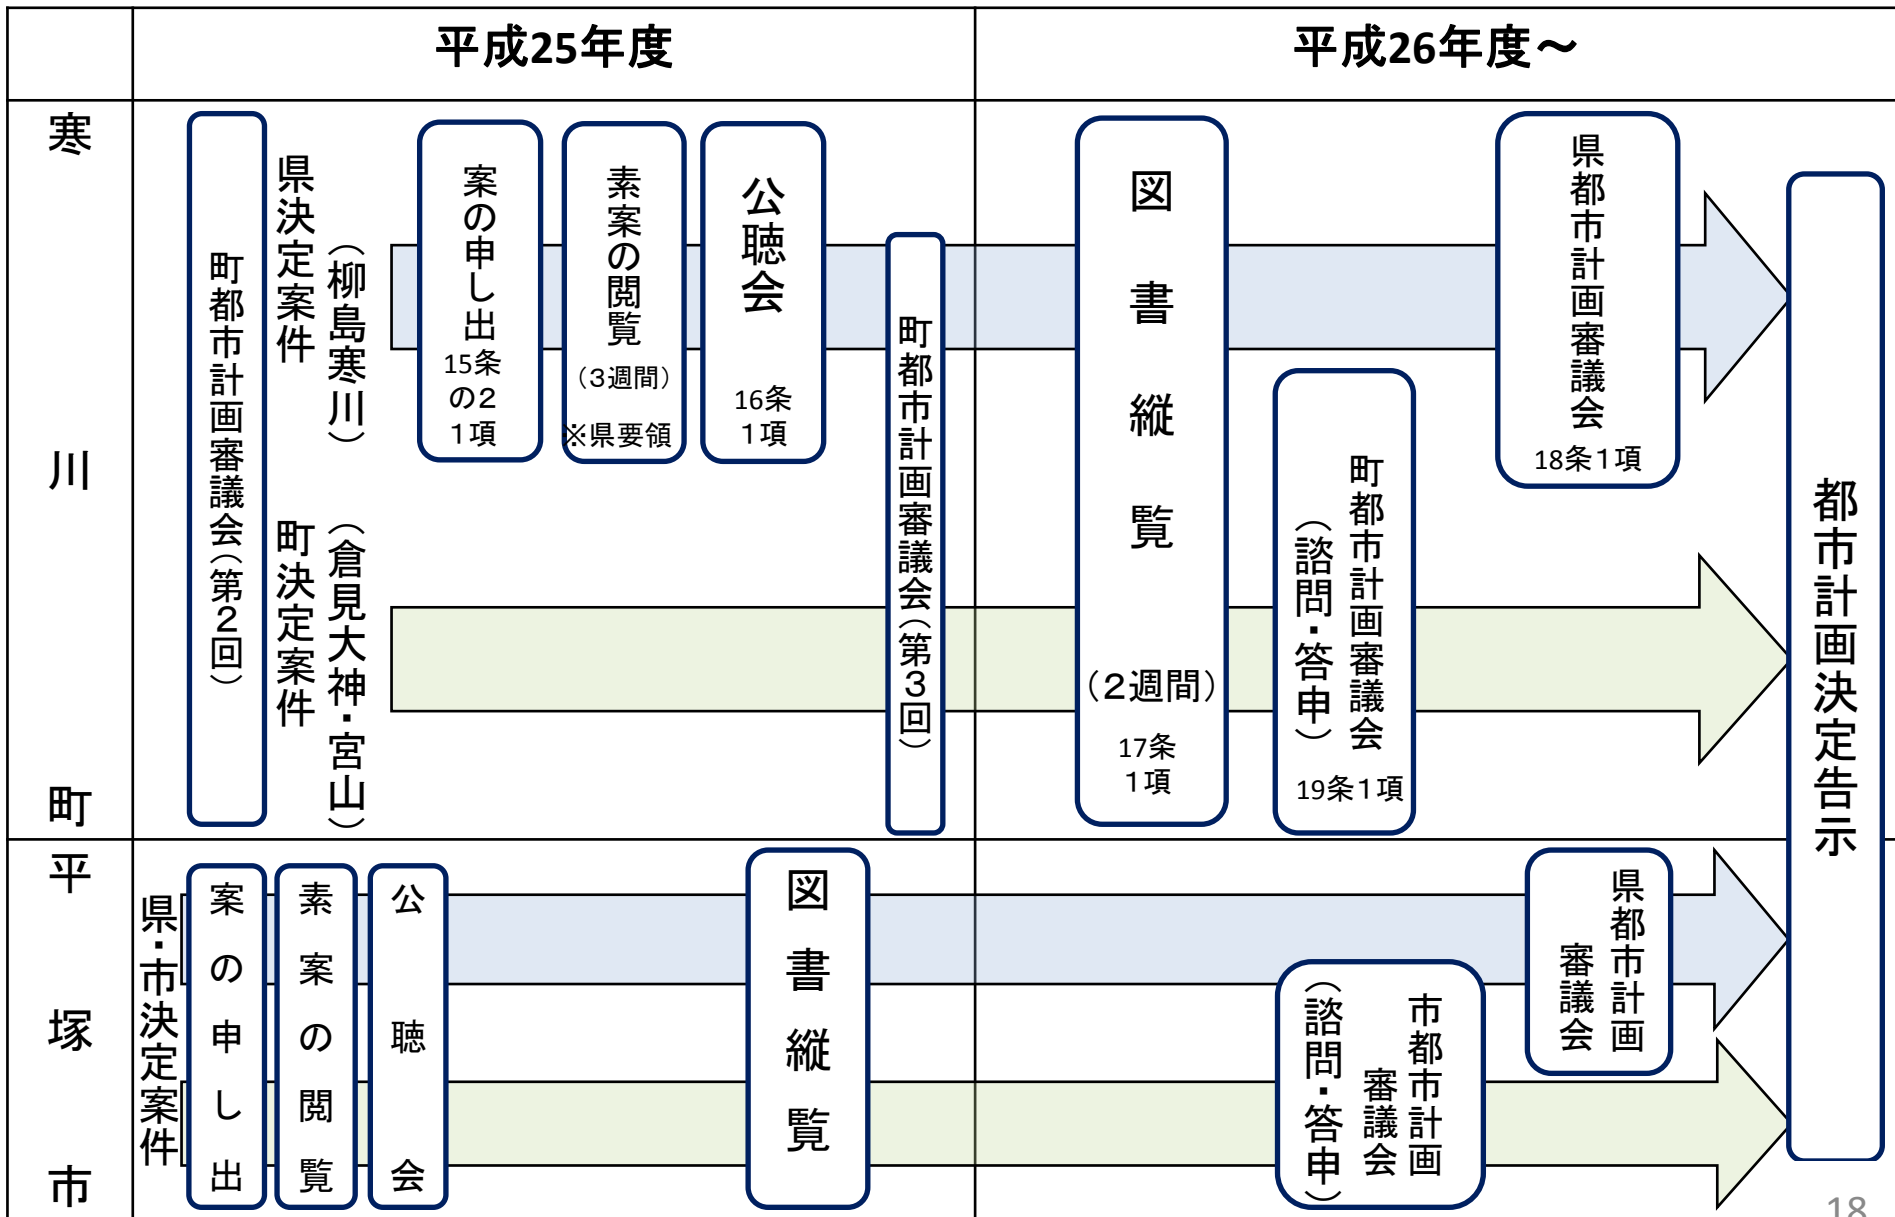 平成25年度
平成26年度～
寒川町
町都市計画審議会（第２回）
県決定案件
（柳島寒川）
町決定案件
（倉見大神・宮山）
案の申し出
15条
の２
１項
素案の閲覧
（３週間）
※県要領
公聴会
16条
１項
町都市計画審議会（第３回）
図書縦覧
（２週間）
17条
１項
町都市計画審議会
（諮問・答申）
19条１項
県都市計画審議会
18条１項
都市計画決定告示
平塚市
県・市決定案件
案の申し出
素案の閲覧
公聴会
図書縦覧
市都市計画
審議会
（諮問・答申）
県都市計画
審議会
18